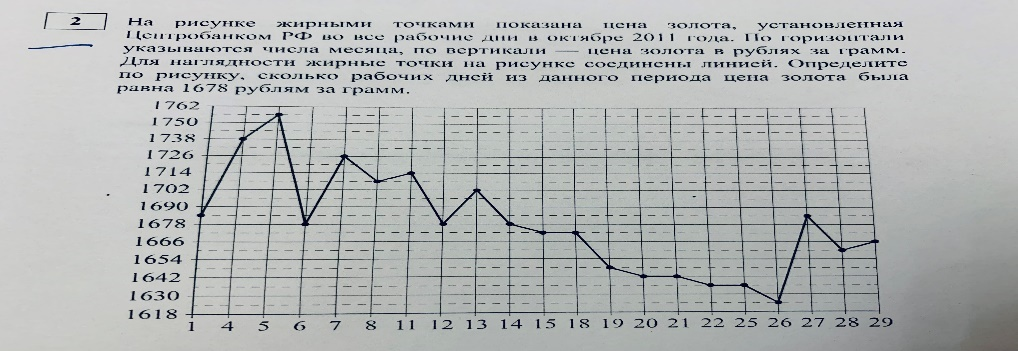 2
На рисунке жирными точками показана цена золота, установленная
Центробанком РФ во все рабочие дни в октябре 2011 года. По горизонтали
указываются числа месяца, по вертикали — цена золота в рублях за грамм.
Для наглядности жирные точки на рисунке соединены линией. Определите
по рисунку, сколько рабочих дней из данного периода цена золота была
равна 1678 рублям за грамм.
1762
1750
1738
1726
1714
1702
1690
1678
1666
1654
1642
1630
1618
1 4 5 6 7 8 11 12 13 14 15 18 19 20 21 22 25 26 27 28 29